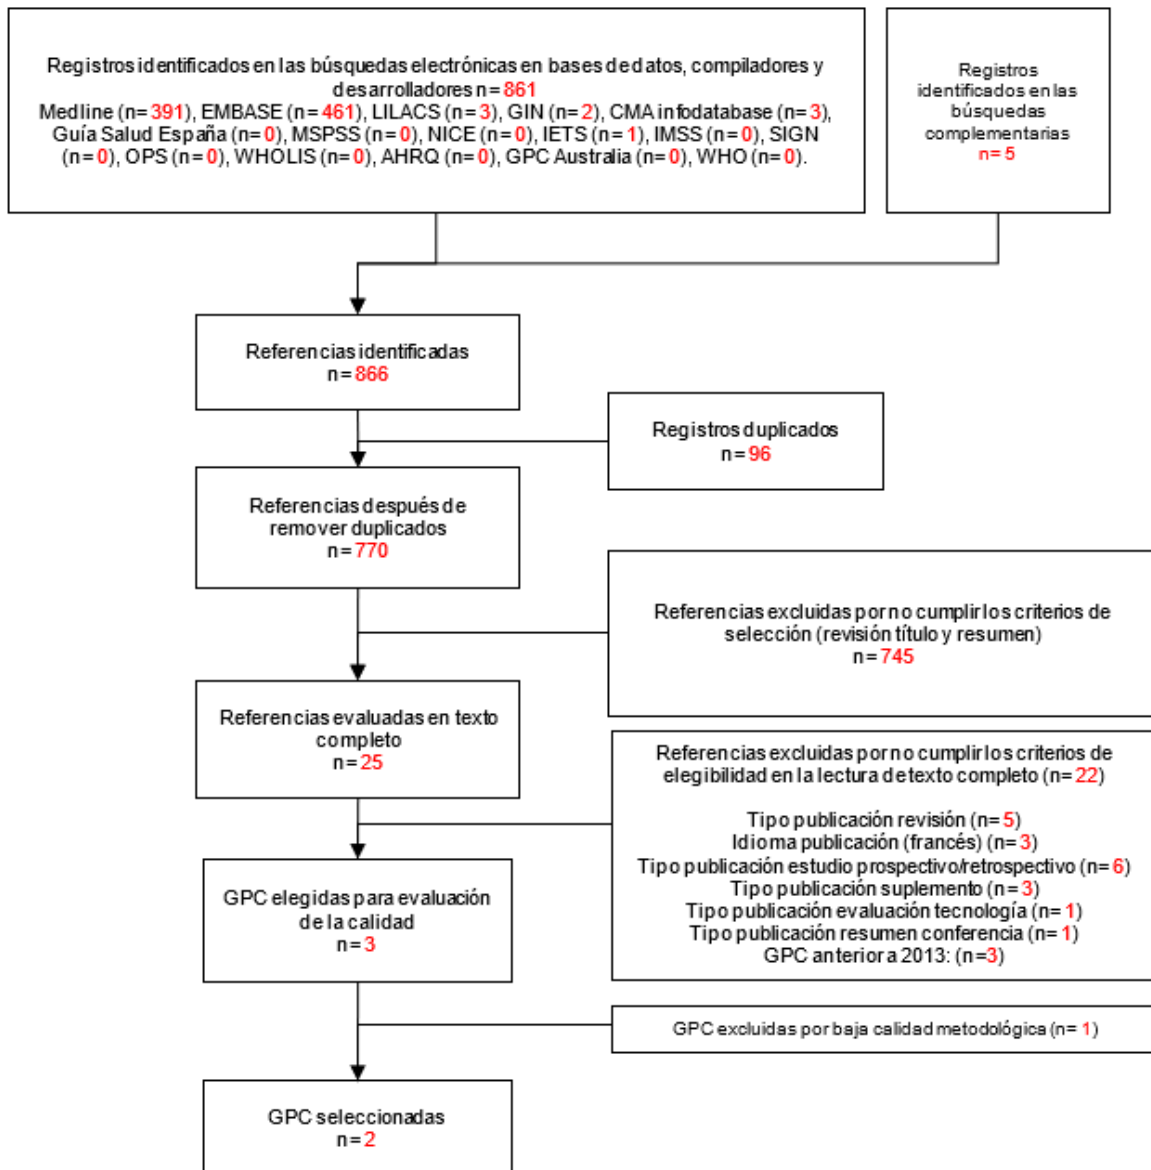 Registros identificados en las búsquedas electrónicas en bases de datos, compiladores y
desarrolladores n= 861
Medline (n= 391), EMBASE (n= 461), LILACS (n= 3), GIN (n= 2), CMA infodatabase (n= 3),
Guía Salud España (n= 0), MSPSS (n= 0), NICE (n= 0), IETS (n= 1), IMSS (n= 0), SIGN
(n= 0), OPS (n= 0), WHOLIS (n= 0), AHRQ (n= 0), GPC Australia (n= 0), WHO (n= 0).
Registros
identificados en las
búsquedas
complementarias
n= 5
Referencias identificadas
n= 866
Registros duplicados
n= 96
Referencias después de
remover duplicados
n= 770
Referencias excluidas por no cumplir los criterios de
selección (revisión título y resumen)
n= 745
Referencias evaluadas en texto
completo
n= 25
Referencias excluidas por no cumplir los criterios de
elegibilidad en la lectura de texto completo (n= 22)
Tipo publicación revisión (n= 5)
Idioma publicación (francés) (n= 3)
Tipo publicación estudio prospectivo/retrospectivo (n= 6)
Tipo publicación suplemento (n= 3)
Tipo publicación evaluación tecnología (n= 1)
Tipo publicación resumen conferencia (n= 1)
GPC anterior a 2013: (n=3)
GPC elegidas para evaluación
de la calidad
n= 3
GPC excluidas por baja calidad metodológica (n= 1)
GPC seleccionadas
n= 2